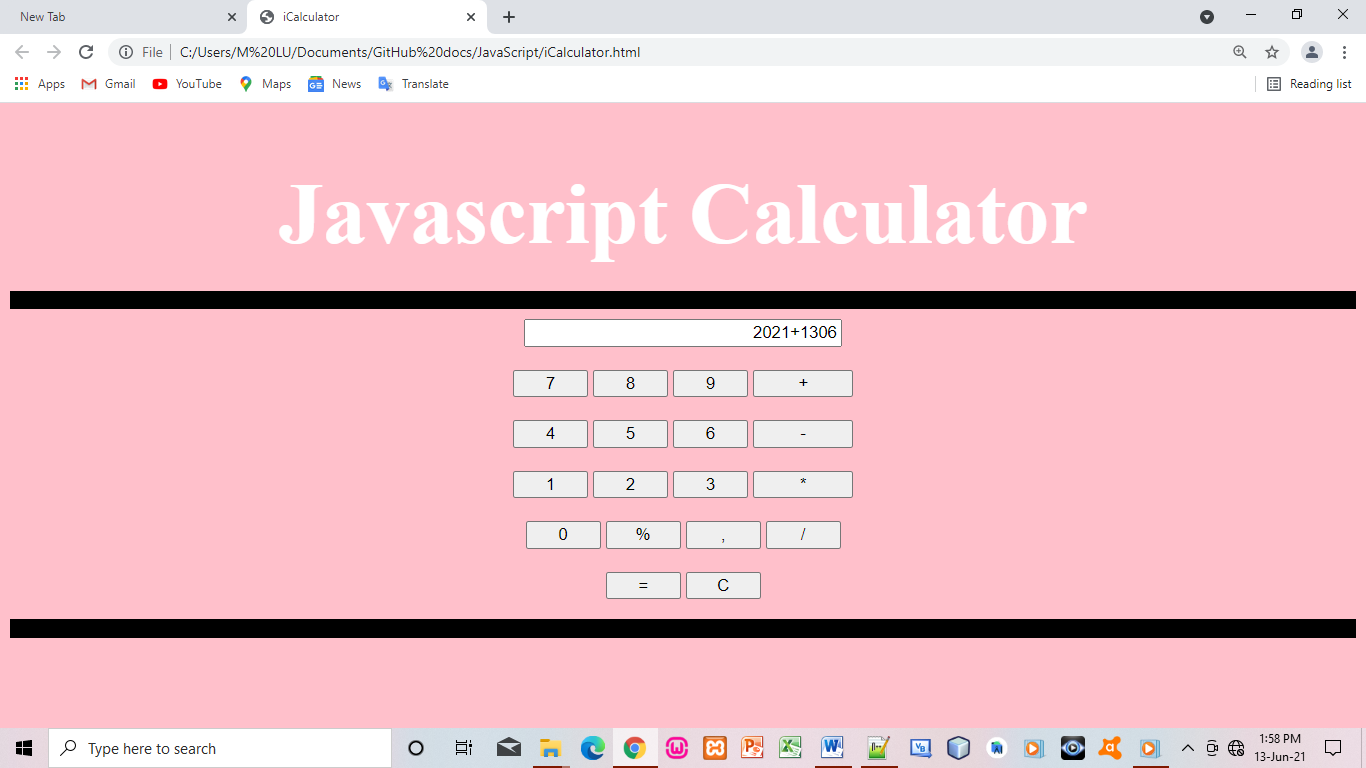 New Tab
iCalculator
File
C:/Users/M%20LU/Documents/GitHub%20docs/JavaScript/iCalculator.html
Apps Gmail YouTube Maps News Translate Reading list
Javascript Calculator
2021+1306
7 8 9 +
4 5 6 -
1 2 3 *
0 % , /
= C
Type here to search
1:58 PM
13-Jun-21